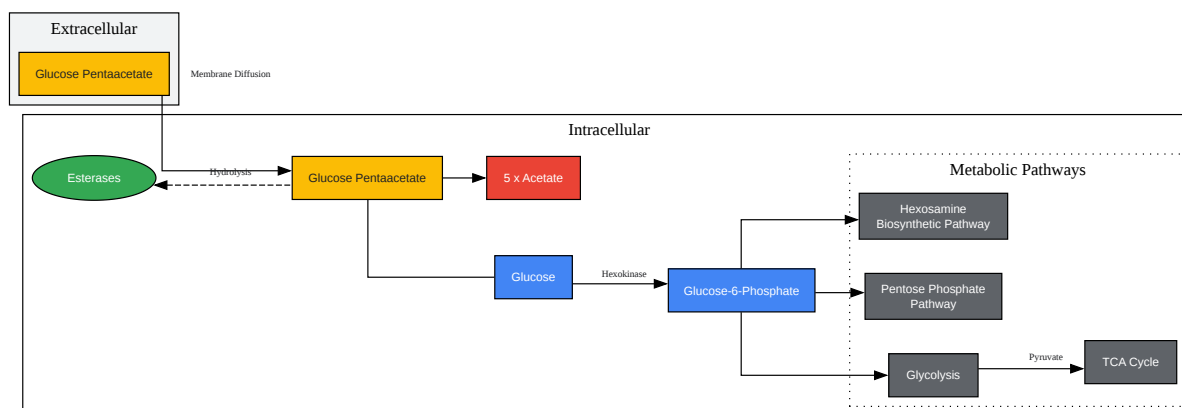 Extracellular
Glucose Pentaacetate
Membrane Diffusion
Intracellular
Esterases
Hydrolysis
Glucose Pentaacetate
5 x Acetate
Metabolic Pathways
Hexosamine
Biosynthetic Pathway
Glucose
Hexokinase
Glucose-6-Phosphate
Pentose Phosphate
Pathway
Glycolysis
Pyruvate
TCA Cycle